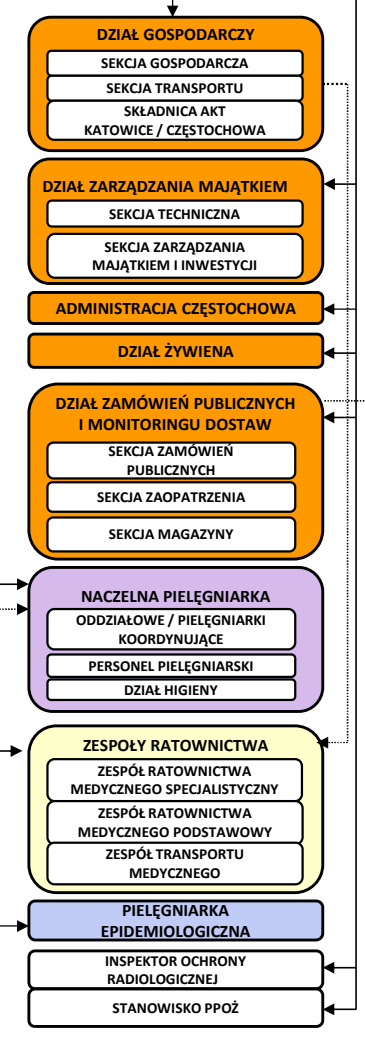 DZIAŁ GOSPODARCZY
SEKCJA GOSPODARCZA
SEKCJA TRANSPORTU
SKŁADNICA AKT
KATOWICE / CZĘSTOCHOWA
DZIAŁ ZARZĄDZANIA MAJĄTKIEM
SEKCJA TECHNICZNA
SEKCJA ZARZĄDZANIA
MAJĄTKIEM I INWESTYCJI
ADMINISTRACJA CZĘSTOCHOWA
DZIAŁ ŻYWIENA
DZIAŁ ZAMÓWIEŃ PUBLICZNYCH
I MONITORINGU DOSTAW
SEKCJA ZAMÓWIEŃ
PUBLICZNYCH
SEKCJA ZAOPATRZENIA
SEKCJA MAGAZYNY
NACZELNA PIELĘGNIARKA
ODDZIAŁOWE / PIELĘGNIARKI
KOORDYNUJĄCE
PERSONEL PIELĘGNIARSKI
DZIAŁ HIGIENY
ZESPOŁY RATOWNICTWA
ZESPÓŁ RATOWNICTWA
MEDYCZNEGO SPECJALISTYCZNY
ZESPÓŁ RATOWNICTWA
MEDYCZNEGO PODSTAWOWY
ZESPÓŁ TRANSPORTU
MEDYCZNEGO
PIELĘGNIARKA
EPIDEMIOLOGICZNA
INSPEKTOR OCHRONY
RADIOLOGICZNEJ
STANOWISKO PPOŻ